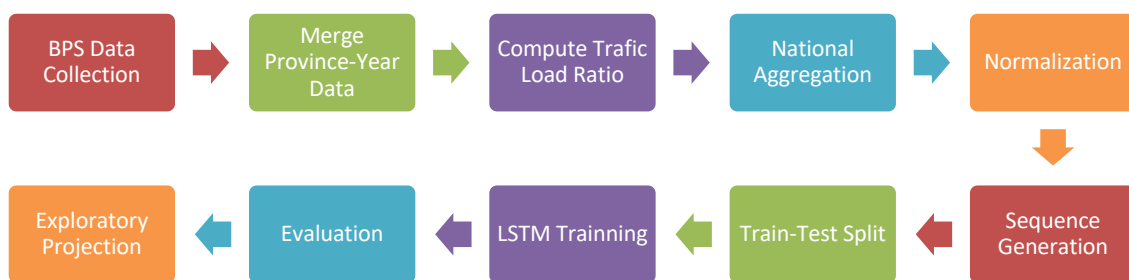 BPS Data
Collection
Merge
Province-Year
Data
Compute Trafic
Load Ratio
National
Aggregation
Normalization
Sequence
Generation
Train-Test Split
LSTM Trainning
Evaluation
Exploratory
Projection